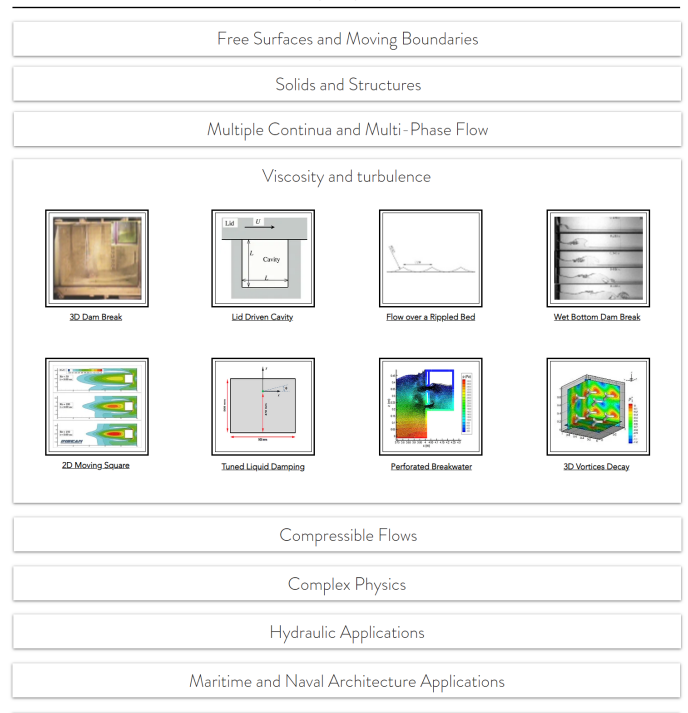 Free Surfaces and Moving Boundaries
Solids and Structures
Multiple Continua and Multi-Phase Flow
Viscosity and turbulence
Lid
U
L
Cavity
L
3D Dam Break
Lid Driven Cavity
Flow over a Rippled Bed
Wet Bottom Dam Break
2D Moving Square
Tuned Liquid Damping
Perforated Breakwater
3D Vortices Decay
Compressible Flows
Complex Physics
Hydraulic Applications
Maritime and Naval Architecture Applications